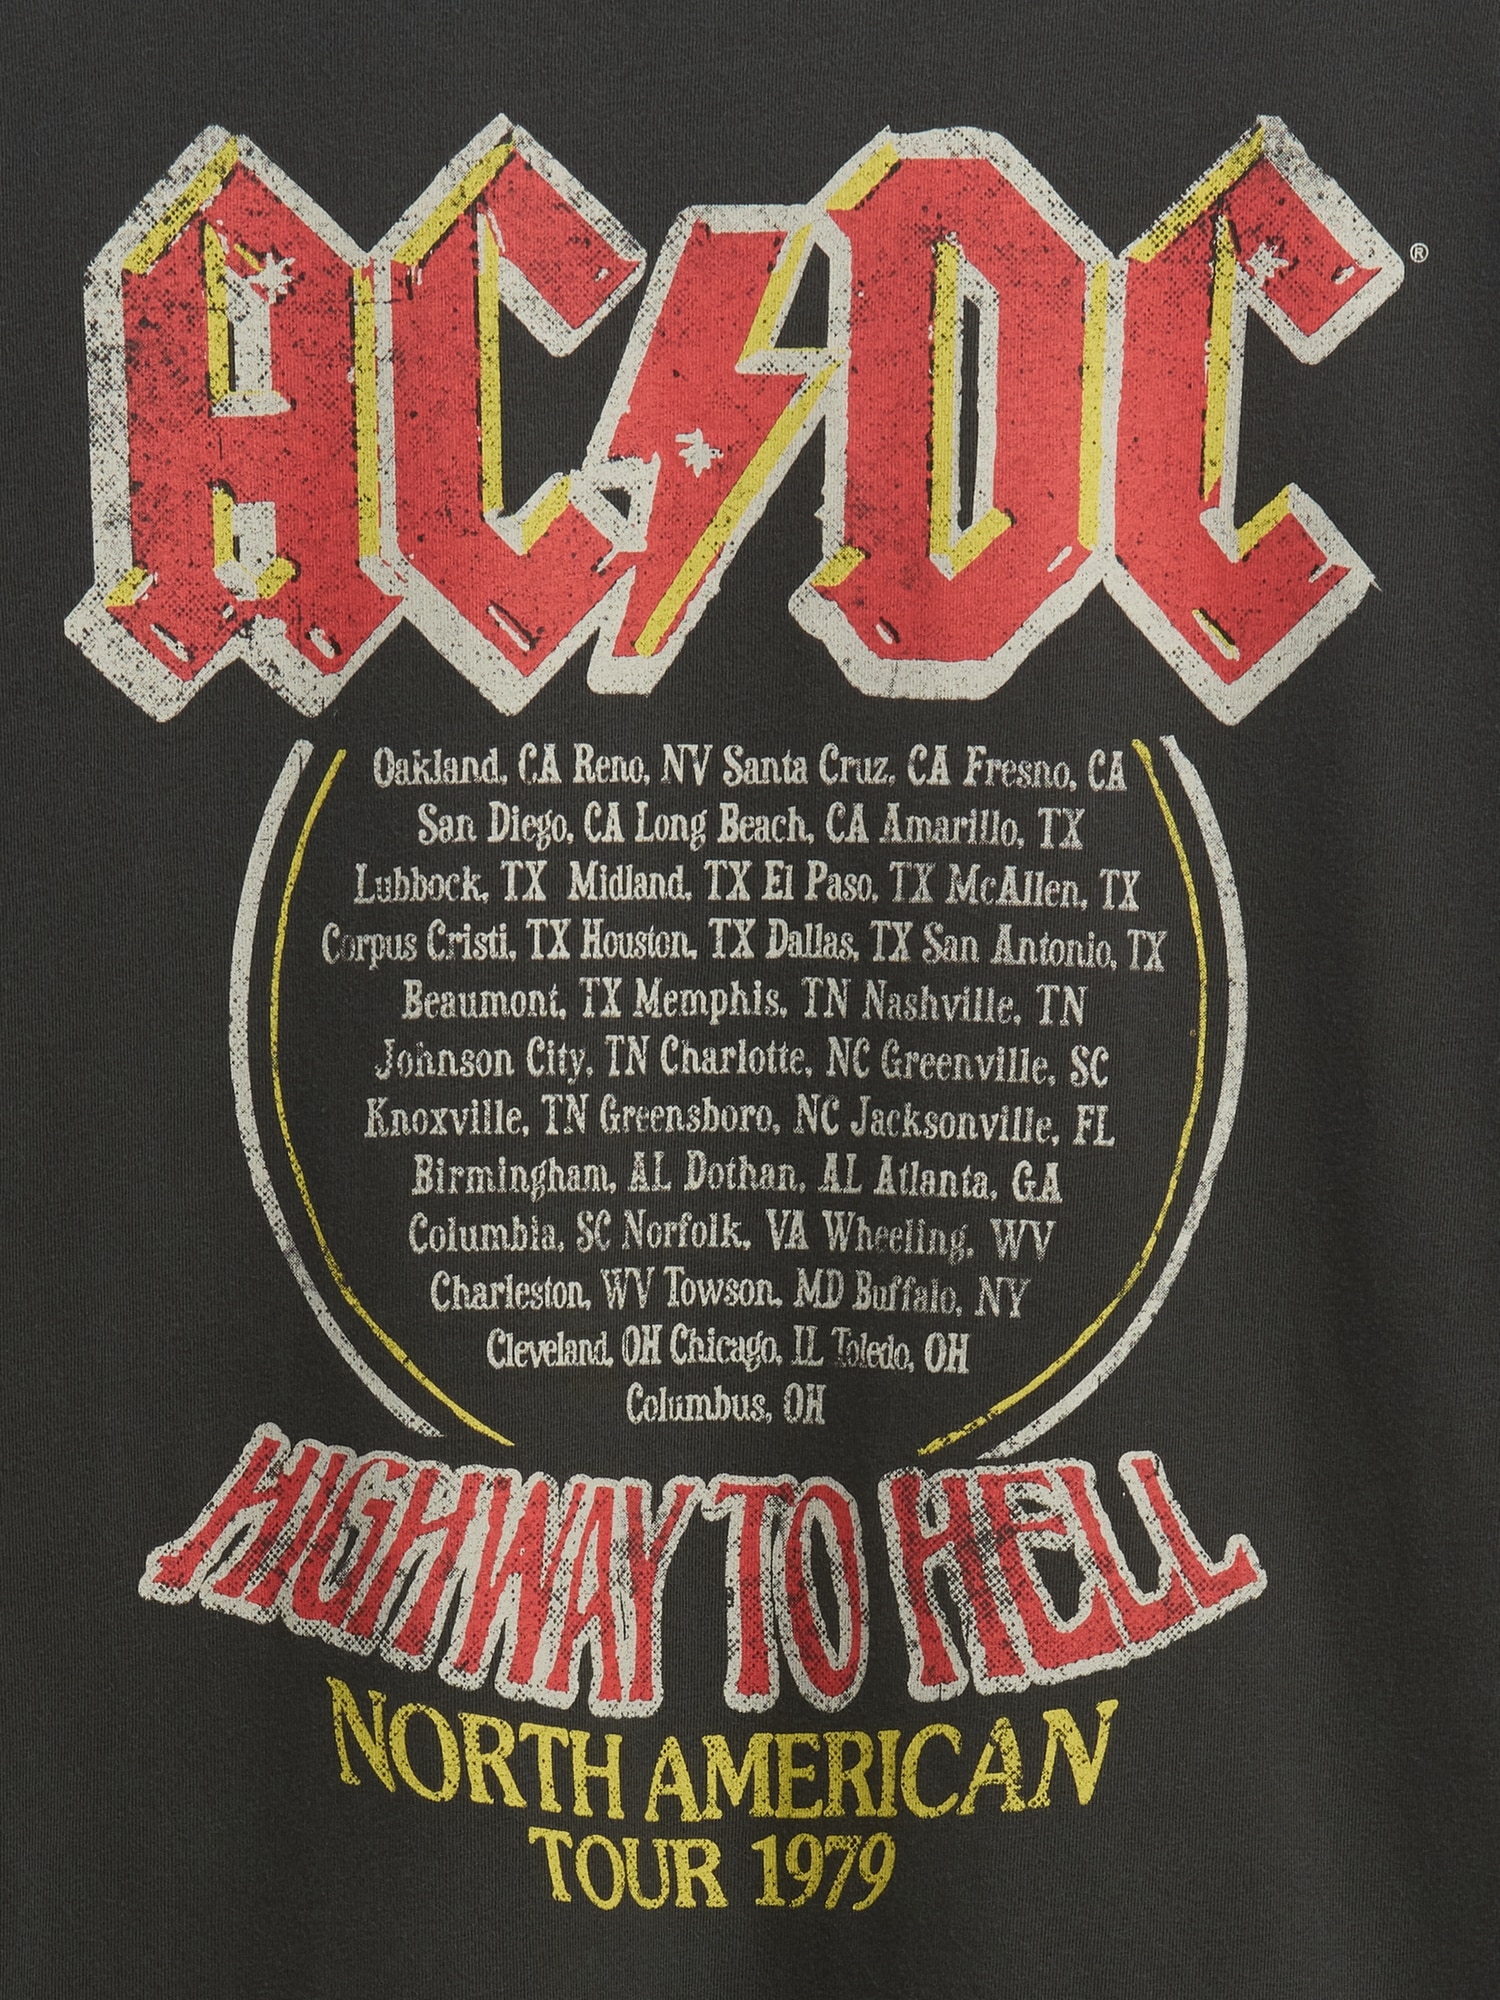 AC/DC®
Oakland, CA Reno, NV Santa Cruz, CA Fresno, CA
San Diego, CA Long Beach, CA Amarillo, TX
Lubbock, TX Midland, TX El Paso, TX McAllen, TX
Corpus Cristi, TX Houston, TX Dallas, TX San Antonio, TX
Beaumont, TX Memphis, TN Nashville, TN
Johnson City, TN Charlotte, NC Greenville, SC
Knoxville, TN Greensboro, NC Jacksonville, FL
Birmingham, AL Dothan, AL Atlanta, GA
Columbia, SC Norfolk, VA Wheeling, WV
Charleston, WV Towson, MD Buffalo, NY
Cleveland, OH Chicago, IL Toledo, OH
Columbus, OH
HIGHWAY TO HELL
NORTH AMERICAN
TOUR 1979